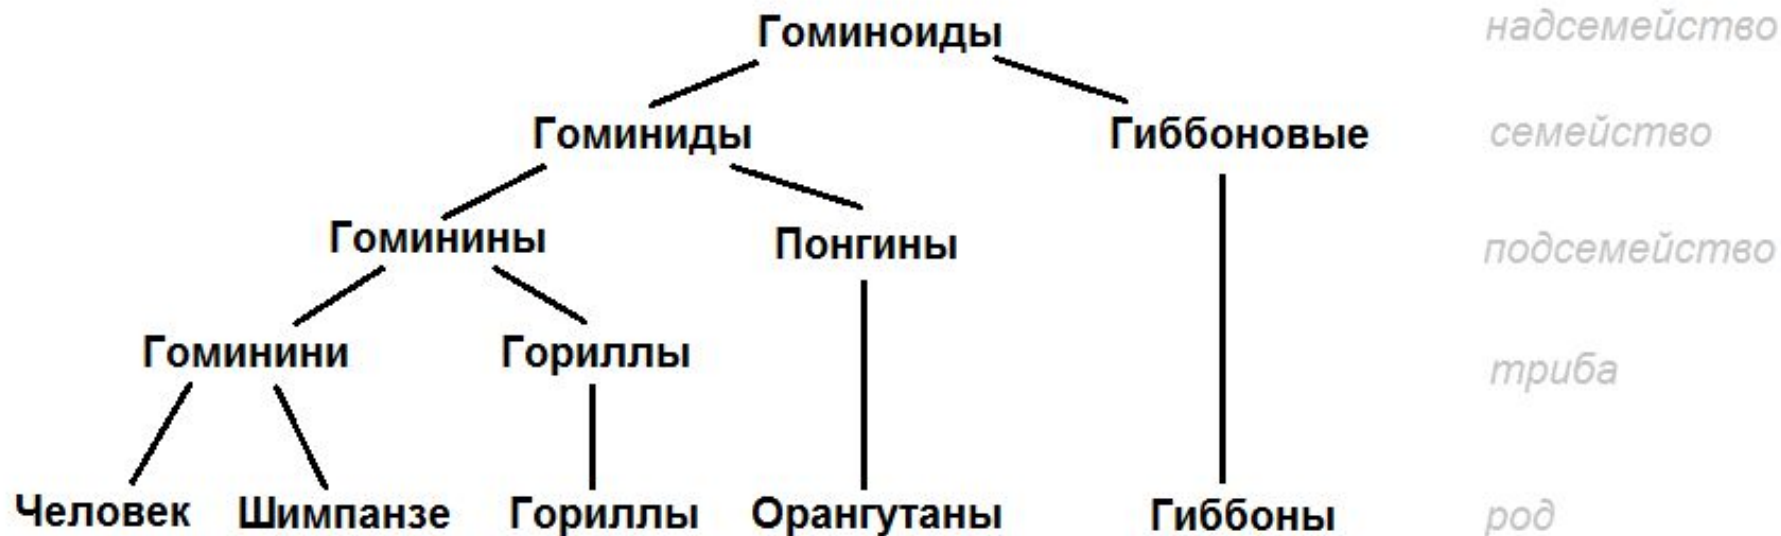 Гоминоиды надсемейство
Гоминиды Гиббоновые семейство
Гоминины Понгины подсемейство
Гоминини Гориллы триба
Человек Шимпанзе Гориллы Орангутаны Гиббоны род